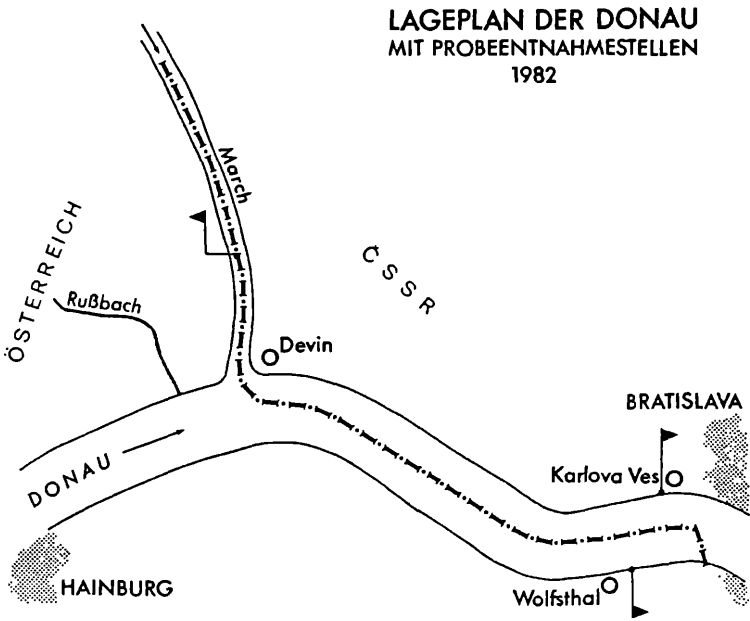 LAGEPLAN DER DONAU
MIT PROBEENTNAHMESTELLEN
1982
March
ÖSTERREICH
ČSSR
Rußbach
Devin
BRATISLAVA
Karlova Ves
DONAU
HAINBURG
Wolfsthal